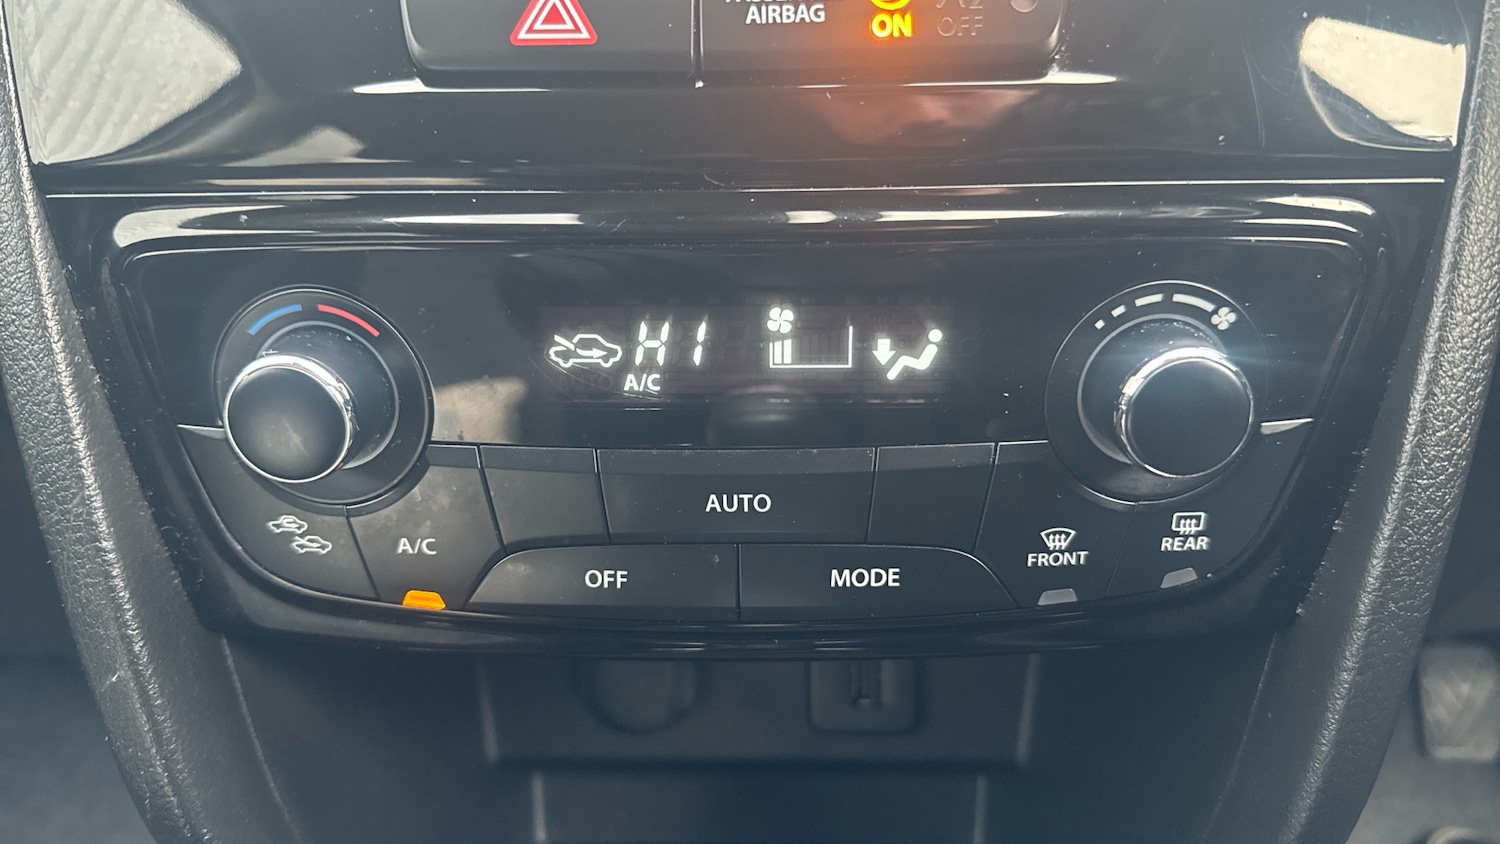 AIRBAG
ON
OFF
HI
A/C
A/C
AUTO
OFF
MODE
FRONT
REAR